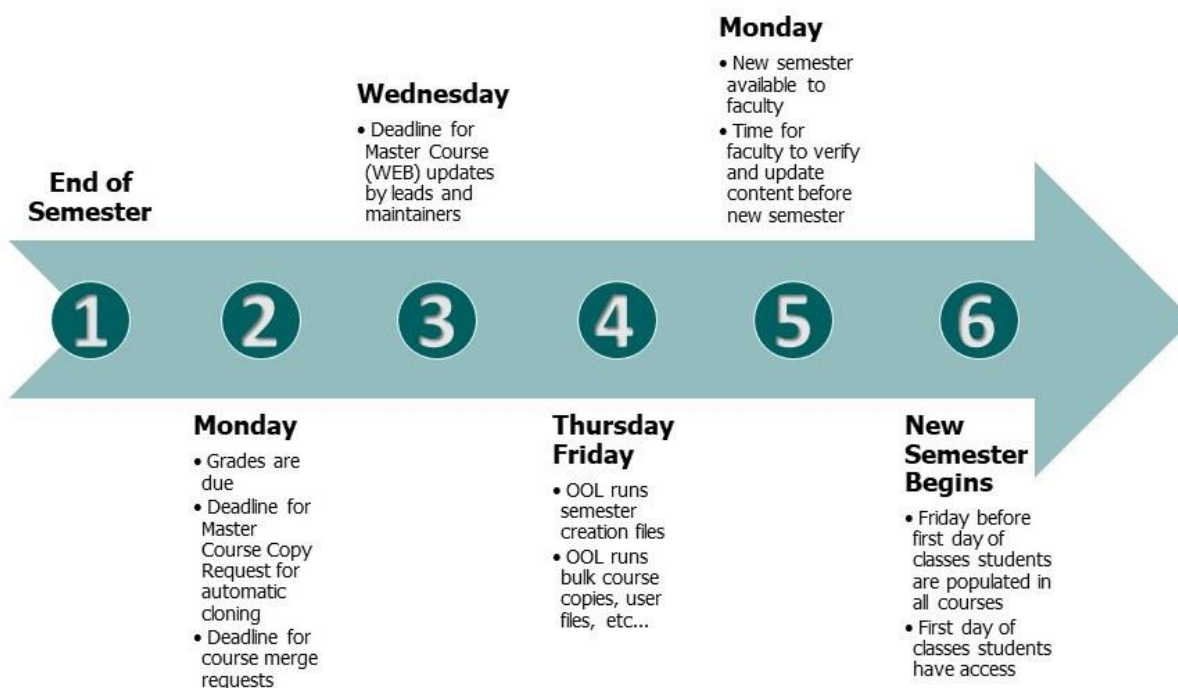 End of
Semester
1
Monday
• Grades are
due
• Deadline for
Master
Course Copy
Request for
automatic
cloning
• Deadline for
course merge
requests
2
Wednesday
• Deadline for
Master Course
(WEB) updates
by leads and
maintainers
3
Thursday
Friday
• OOL runs
semester
creation files
• OOL runs
bulk course
copies, user
files, etc...
4
Monday
• New semester
available to
faculty
• Time for
faculty to verify
and update
content before
new semester
5
New
Semester
Begins
• Friday before
first day of
classes students
are populated in
all courses
• First day of
classes students
have access
6